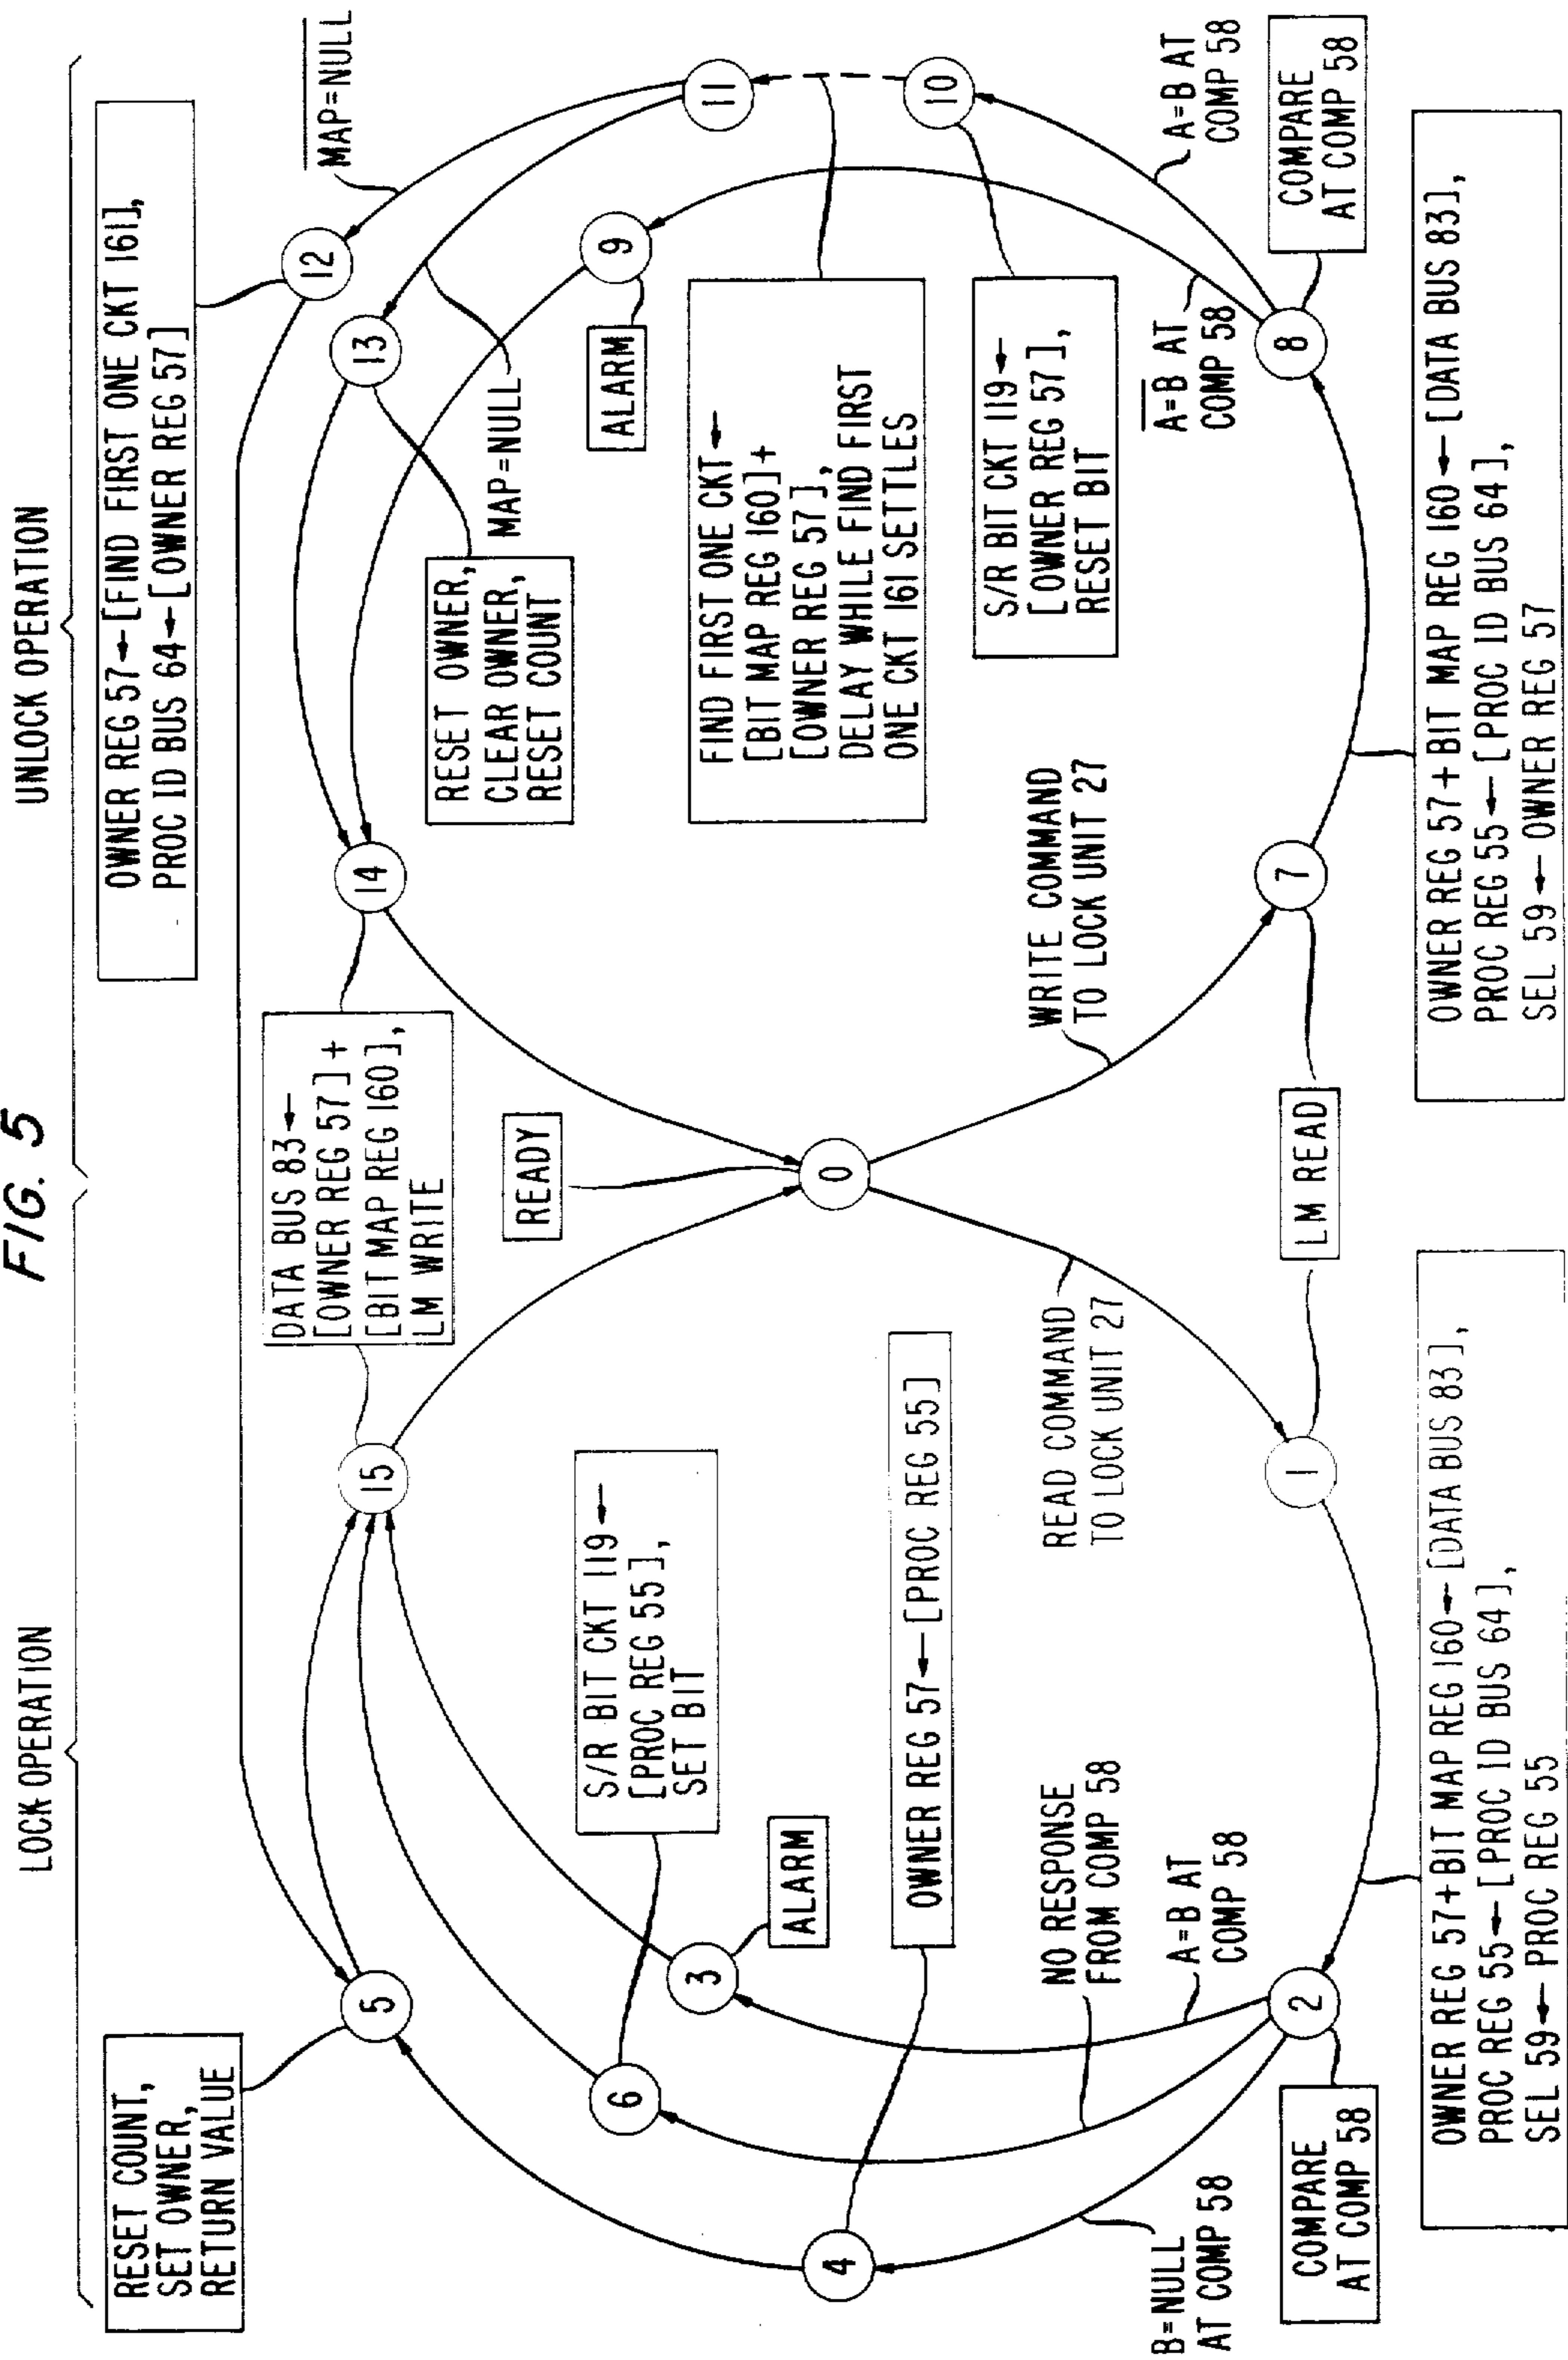 FIG. 5
LOCK OPERATION
UNLOCK OPERATION
RESET COUNT,
SET OWNER,
RETURN VALUE
5
15
DATA BUS 83←
[OWNER REG 57]+
[BIT MAP REG 160],
LM WRITE
14
OWNER REG 57←[FIND FIRST ONE CKT 161],
PROC ID BUS 64←[OWNER REG 57]
12
M̅A̅P̅=̅N̅U̅L̅L̅
13
RESET OWNER,
CLEAR OWNER,
RESET COUNT
MAP=NULL
9
ALARM
11
10
6
S/R BIT CKT 119←
[PROC REG 55],
SET BIT
3
ALARM
READY
0
FIND FIRST ONE CKT←
[BIT MAP REG 160]+
[OWNER REG 57],
DELAY WHILE FIND FIRST
ONE CKT 161 SETTLES
S/R BIT CKT 119←
[OWNER REG 57],
RESET BIT
4
OWNER REG 57←[PROC REG 55]
NO RESPONSE
FROM COMP 58
A=B AT
COMP 58
READ COMMAND
TO LOCK UNIT 27
WRITE COMMAND
TO LOCK UNIT 27
A̅=̅B̅ AT
COMP 58
A=B AT
COMP 58
B=NULL
AT COMP 58
COMPARE
AT COMP 58
2
1
LM READ
7
8
COMPARE
AT COMP 58
OWNER REG 57+BIT MAP REG 160←[DATA BUS 83],
PROC REG 55←[PROC ID BUS 64],
SEL 59←PROC REG 55
OWNER REG 57+BIT MAP REG 160←[DATA BUS 83],
PROC REG 55←[PROC ID BUS 64],
SEL 59←OWNER REG 57